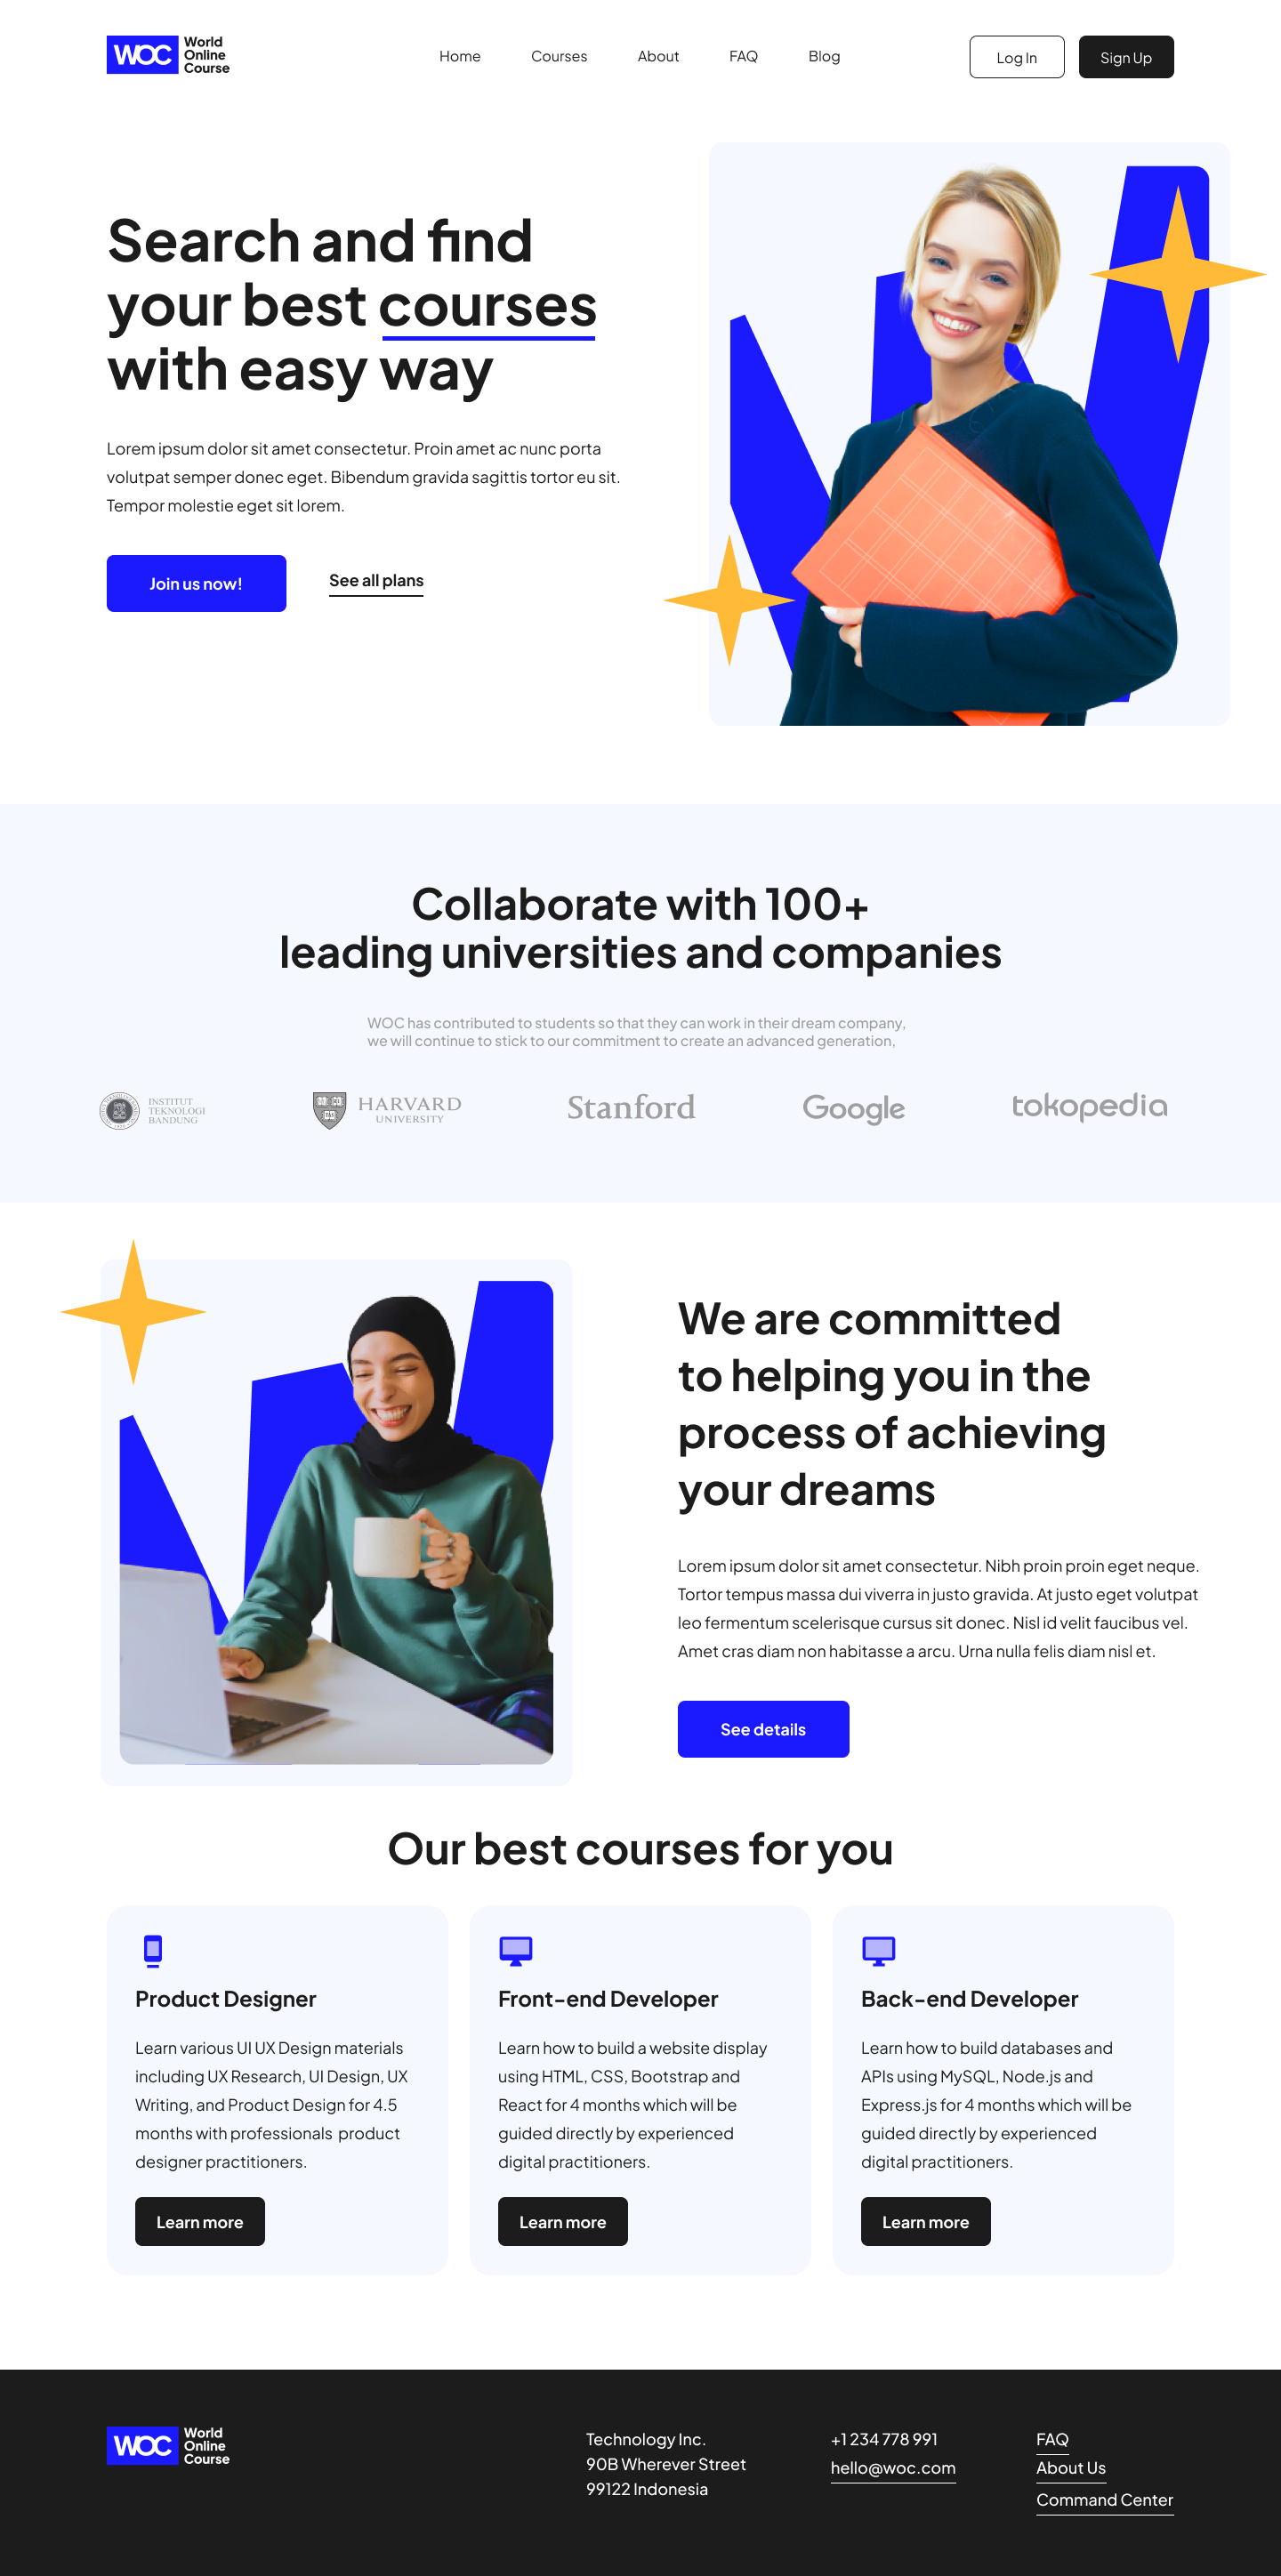 WOC
World
Online
Course
Home Courses About FAQ Blog
Log In
Sign Up
Search and find
your best courses
with easy way
Lorem ipsum dolor sit amet consectetur. Proin amet ac nunc porta
volutpat semper donec eget. Bibendum gravida sagittis tortor eu sit.
Tempor molestie eget sit lorem.
Join us now!
See all plans
Collaborate with 100+
leading universities and companies
WOC has contributed to students so that they can work in their dream company,
we will continue to stick to our commitment to create an advanced generation,
INSTITUT
TEKNOLOGI
BANDUNG
HARVARD
UNIVERSITY
Stanford
Google
tokopedia
We are committed
to helping you in the
process of achieving
your dreams
Lorem ipsum dolor sit amet consectetur. Nibh proin proin eget neque.
Tortor tempus massa dui viverra in justo gravida. At justo eget volutpat
leo fermentum scelerisque cursus sit donec. Nisl id velit faucibus vel.
Amet cras diam non habitasse a arcu. Urna nulla felis diam nisl et.
See details
Our best courses for you
Product Designer
Learn various UI UX Design materials
including UX Research, UI Design, UX
Writing, and Product Design for 4.5
months with professionals product
designer practitioners.
Learn more
Front-end Developer
Learn how to build a website display
using HTML, CSS, Bootstrap and
React for 4 months which will be
guided directly by experienced
digital practitioners.
Learn more
Back-end Developer
Learn how to build databases and
APIs using MySQL, Node.js and
Express.js for 4 months which will be
guided directly by experienced
digital practitioners.
Learn more
WOC
World
Online
Course
Technology Inc.
90B Wherever Street
99122 Indonesia
+1 234 778 991
hello@woc.com
FAQ
About Us
Command Center